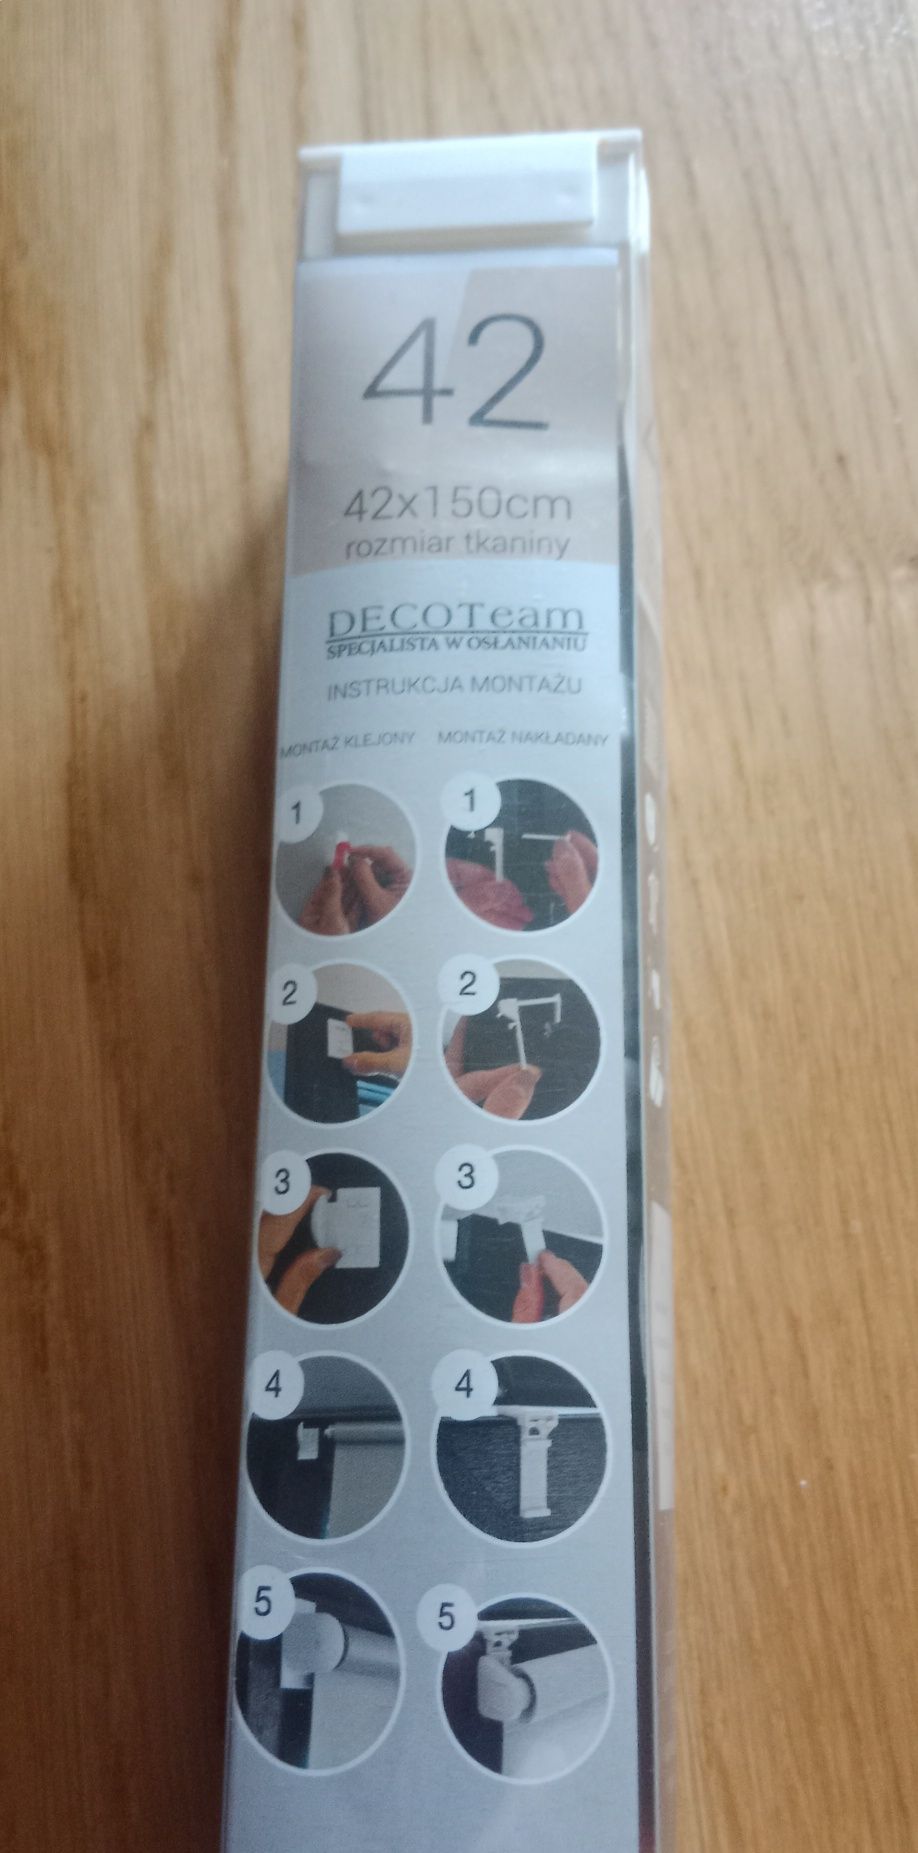 42
42x150cm
rozmiar tkaniny
DECOTeam
SPECJALISTA W OSŁANIANIU
INSTRUKCJA MONTAŻU
MONTAŻ KLEJONY MONTAŻ NAKŁADANY
1 1
2 2
3 3
4 4
5 5